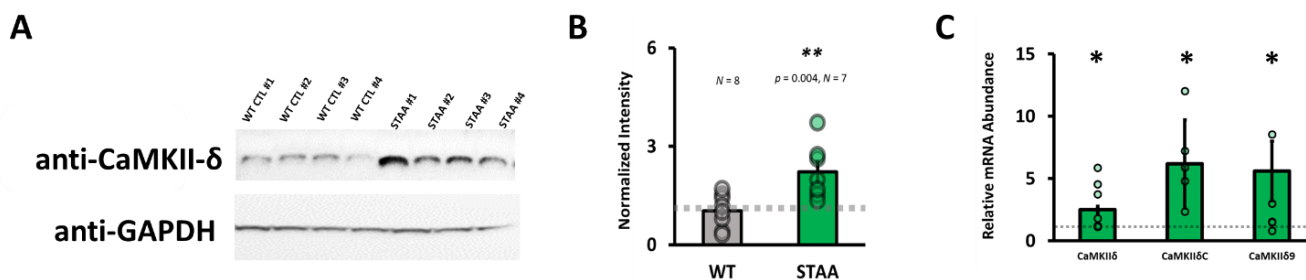 A
WT CTL #1
WT CTL #2
WT CTL #3
WT CTL #4
STAA #1
STAA #2
STAA #3
STAA #4
anti-CaMKII-δ
anti-GAPDH
B
Normalized Intensity
6
3
0
**
N = 8
p = 0.004, N = 7
WT
STAA
C
Relative mRNA Abundance
15
10
5
0
*
*
*
CaMKIIδ
CaMKIIδC
CaMKIIδ9